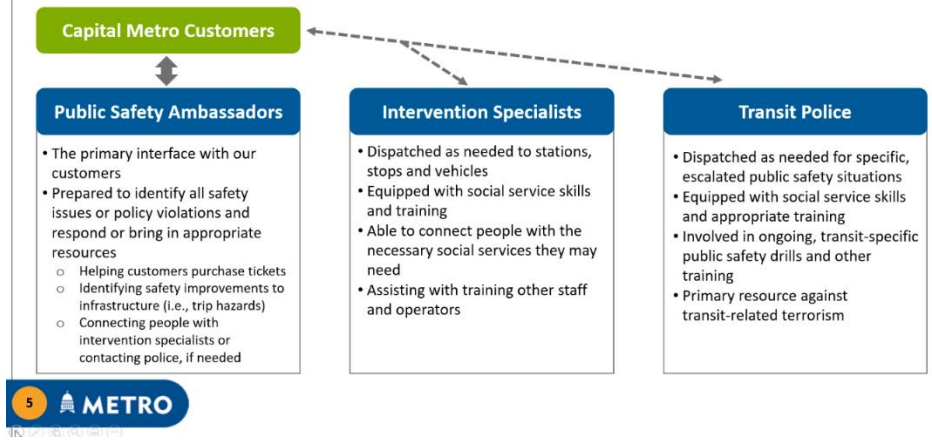 Capital Metro Customers
Public Safety Ambassadors
• The primary interface with our
customers
• Prepared to identify all safety
issues or policy violations and
respond or bring in appropriate
resources
o Helping customers purchase tickets
o Identifying safety improvements to
infrastructure (i.e., trip hazards)
o Connecting people with
intervention specialists or
contacting police, if needed
Intervention Specialists
• Dispatched as needed to stations,
stops and vehicles
• Equipped with social service skills
and training
• Able to connect people with the
necessary social services they may
need
• Assisting with training other staff
and operators
Transit Police
• Dispatched as needed for specific,
escalated public safety situations
• Equipped with social service skills
and appropriate training
• Involved in ongoing, transit-specific
public safety drills and other
training
• Primary resource against
transit-related terrorism
5 METRO